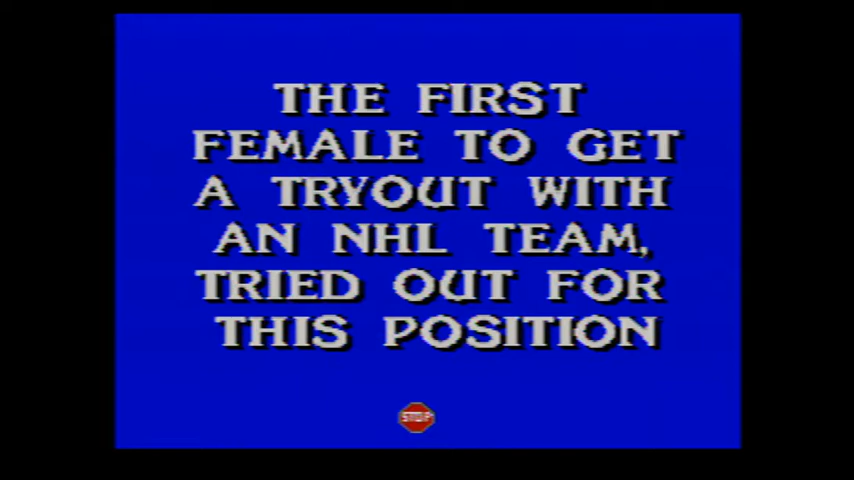 THE FIRST
FEMALE TO GET
A TRYOUT WITH
AN NHL TEAM,
TRIED OUT FOR
THIS POSITION
STOP